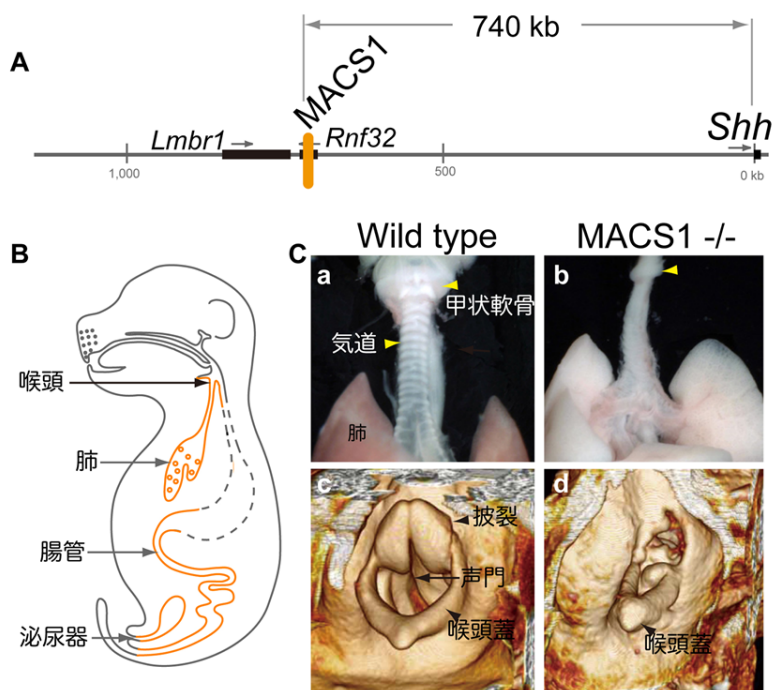 A
740 kb
MACS1
Lmbr1
Rnf32
Shh
1,000
500
0 kb
B
喉頭
肺
腸管
泌尿器
C
Wild type
MACS1 -/-
a
甲状軟骨
気道
肺
b
c
披裂
声門
喉頭蓋
d
喉頭蓋